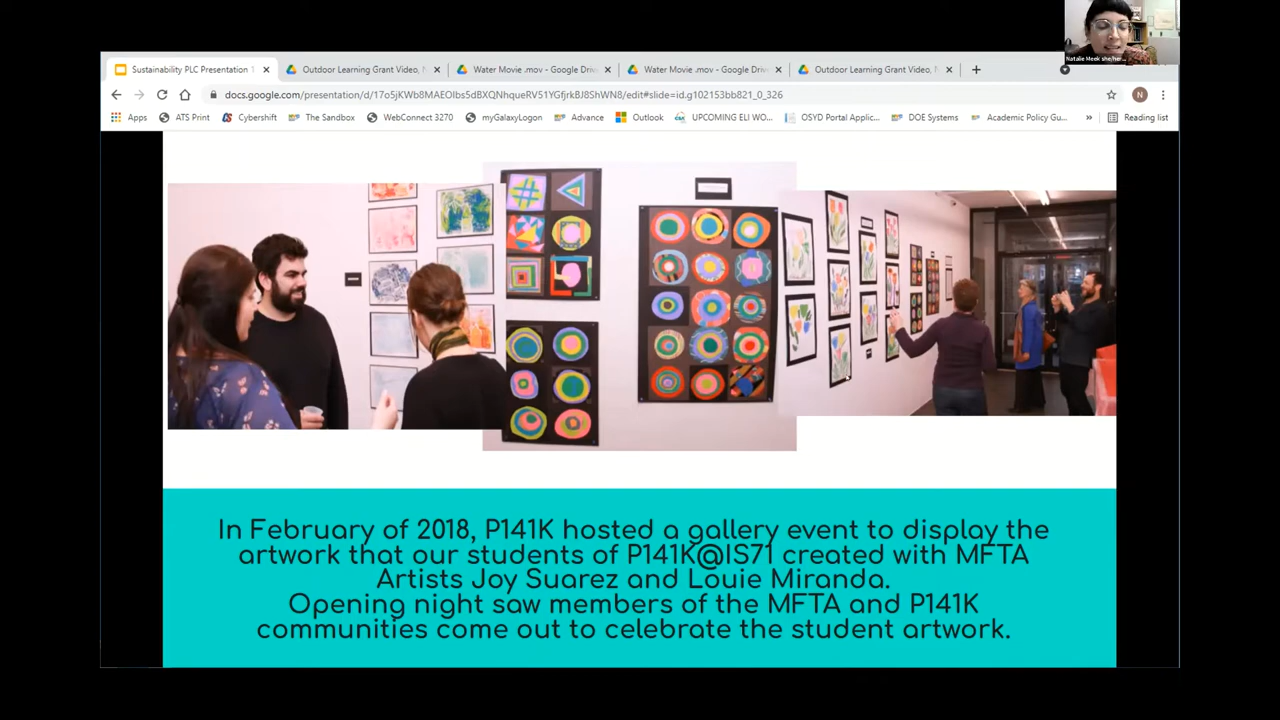 Natalie Meek she/her...
Sustainability PLC Presentation 1
Outdoor Learning Grant Video, N
Water Movie .mov - Google Drive
Water Movie .mov - Google Drive
Outdoor Learning Grant Video, N
docs.google.com/presentation/d/17o5jKWb8MAEOlbs5dBXQNhqueRV51YGfjrkBJ8ShWN8/edit#slide=id.g102153bb821_0_326
N
Apps
ATS Print
Cybershift
The Sandbox
WebConnect 3270
myGalaxyLogon
Advance
Outlook
UPCOMING ELI WO...
OSYD Portal Applic...
DOE Systems
Academic Policy Gu...
»
Reading list
In February of 2018, P141K hosted a gallery event to display the
artwork that our students of P141K@IS71 created with MFTA
Artists Joy Suarez and Louie Miranda.
Opening night saw members of the MFTA and P141K
communities come out to celebrate the student artwork.